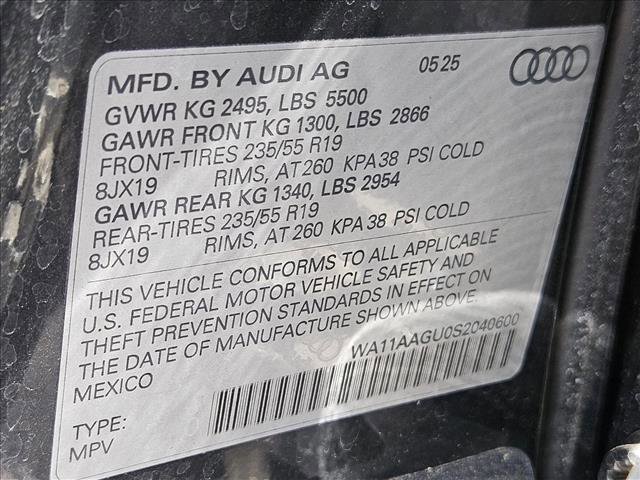 MFD. BY AUDI AG 05 25
GVWR KG 2495, LBS 5500
GAWR FRONT KG 1300, LBS 2866
FRONT-TIRES 235/55 R19
8JX19 RIMS, AT 260 KPA 38 PSI COLD
GAWR REAR KG 1340, LBS 2954
REAR-TIRES 235/55 R19
8JX19 RIMS, AT 260 KPA 38 PSI COLD
THIS VEHICLE CONFORMS TO ALL APPLICABLE
U.S. FEDERAL MOTOR VEHICLE SAFETY AND
THEFT PREVENTION STANDARDS IN EFFECT ON
THE DATE OF MANUFACTURE SHOWN ABOVE.
MEXICO WA11AAGU0S2040600
TYPE:
MPV